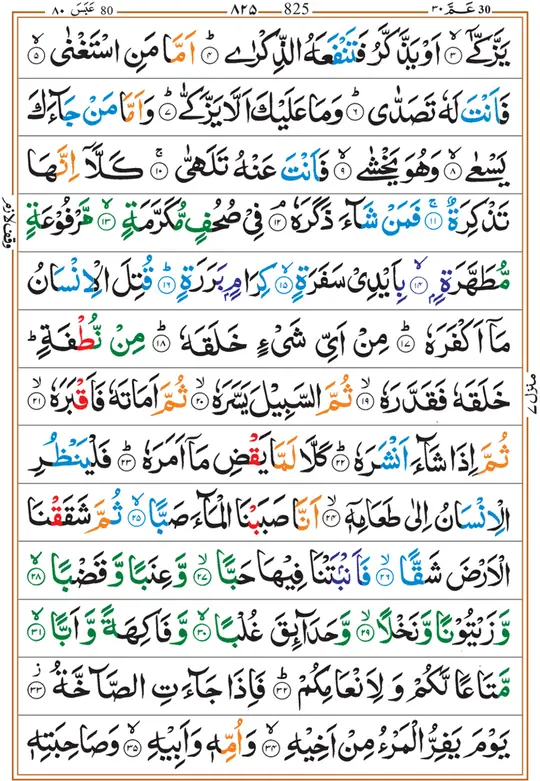 ۸۰ عَبَسَ 80 ۸۲۵ 825 عَـمَّ ۳۰ 30
يَزَّكّٰٓىۙ‏ ﴿۳﴾ اَوۡ يَذَّكَّرُ فَتَنۡفَعَهُ الذِّكۡرٰىؕ‏ ﴿۴﴾ اَمَّا مَنِ اسۡتَغۡنٰىۙ‏ ﴿۵﴾
فَاَنۡتَ لَهٗ تَصَدّٰىؕ‏ ﴿۶﴾ وَمَا عَلَيۡكَ اَلَّا يَزَّكّٰٓىؕ‏ ﴿۷﴾ وَاَمَّا مَنۡ جَآءَكَ
يَسۡعٰىۙ‏ ﴿۸﴾ وَهُوَ يَخۡشٰىۙ‏ ﴿۹﴾ فَاَنۡتَ عَنۡهُ تَلَهّٰى‌ۚ‏ ﴿۱۰﴾ كَلَّاۤ اِنَّهَا
تَذۡكِرَةٌ ۚ‏ ﴿۱۱﴾ فَمَنۡ شَآءَ ذَكَرَهٗ‌ۘ‏ ﴿۱۲﴾ فِىۡ صُحُفٍ مُّكَرَّمَةٍۙ‏ ﴿۱۳﴾ مَّرۡفُوۡعَةٍ
وقف لازم
مُّطَهَّرَةٍ ۭۙ‏ ﴿۱۴﴾ بِاَيۡدِىۡ سَفَرَةٍۙ‏ ﴿۱۵﴾ كِرَامٍۢ بَرَرَةٍؕ‏ ﴿۱۶﴾ قُتِلَ الۡاِنۡسَانُ
مَاۤ اَكۡفَرَهٗؕ‏ ﴿۱۷﴾ مِنۡ اَىِّ شَىۡءٍ خَلَقَهٗؕ‏ ﴿۱۸﴾ مِنۡ نُّطۡفَةٍؕ
خَلَقَهٗ فَقَدَّرَهٗۙ‏ ﴿۱۹﴾ ثُمَّ السَّبِيۡلَ يَسَّرَهٗۙ‏ ﴿۲۰﴾ ثُمَّ اَمَاتَهٗ فَاَقۡبَرَهٗۙ‏ ﴿۲۱﴾
منزل ۷
ثُمَّ اِذَا شَآءَ اَنۡشَرَهٗؕ‏ ﴿۲۲﴾ كَلَّا لَمَّا يَقۡضِ مَاۤ اَمَرَهٗؕ‏ ﴿۲۳﴾ فَلۡيَنۡظُرِ
الۡاِنۡسَانُ اِلٰى طَعَامِهٖۤۙ‏ ﴿۲۴﴾ اَنَّا صَبَبۡنَا الۡمَآءَ صَبًّاۙ‏ ﴿۲۵﴾ ثُمَّ شَقَقۡنَا
الۡاَرۡضَ شَقًّاۙ‏ ﴿۲۶﴾ فَاَنۡۢبَتۡنَا فِيۡهَا حَبًّاۙ‏ ﴿۲۷﴾ وَّ عِنَبًا وَّقَضۡبًاۙ‏ ﴿۲۸﴾
وَّزَيۡتُوۡنًا وَّنَخۡلًاۙ‏ ﴿۲۹﴾ وَحَدَآئِقَ غُلۡبًاۙ‏ ﴿۳۰﴾ وَّفَاكِهَةً وَّاَبًّاۙ‏ ﴿۳۱﴾
مَّتَاعًا لَّكُمۡ وَلِاَنۡعَامِكُمۡؕ‏ ﴿۳۲﴾ فَاِذَا جَآءَتِ الصَّآخَّةُ‏ ز ﴿۳۳﴾
يَوۡمَ يَفِرُّ الۡمَرۡءُ مِنۡ اَخِيۡهِۙ‏ ﴿۳۴﴾ وَاُمِّهٖ وَاَبِيۡهِۙ‏ ﴿۳۵﴾ وَصَاحِبَتِهٖ